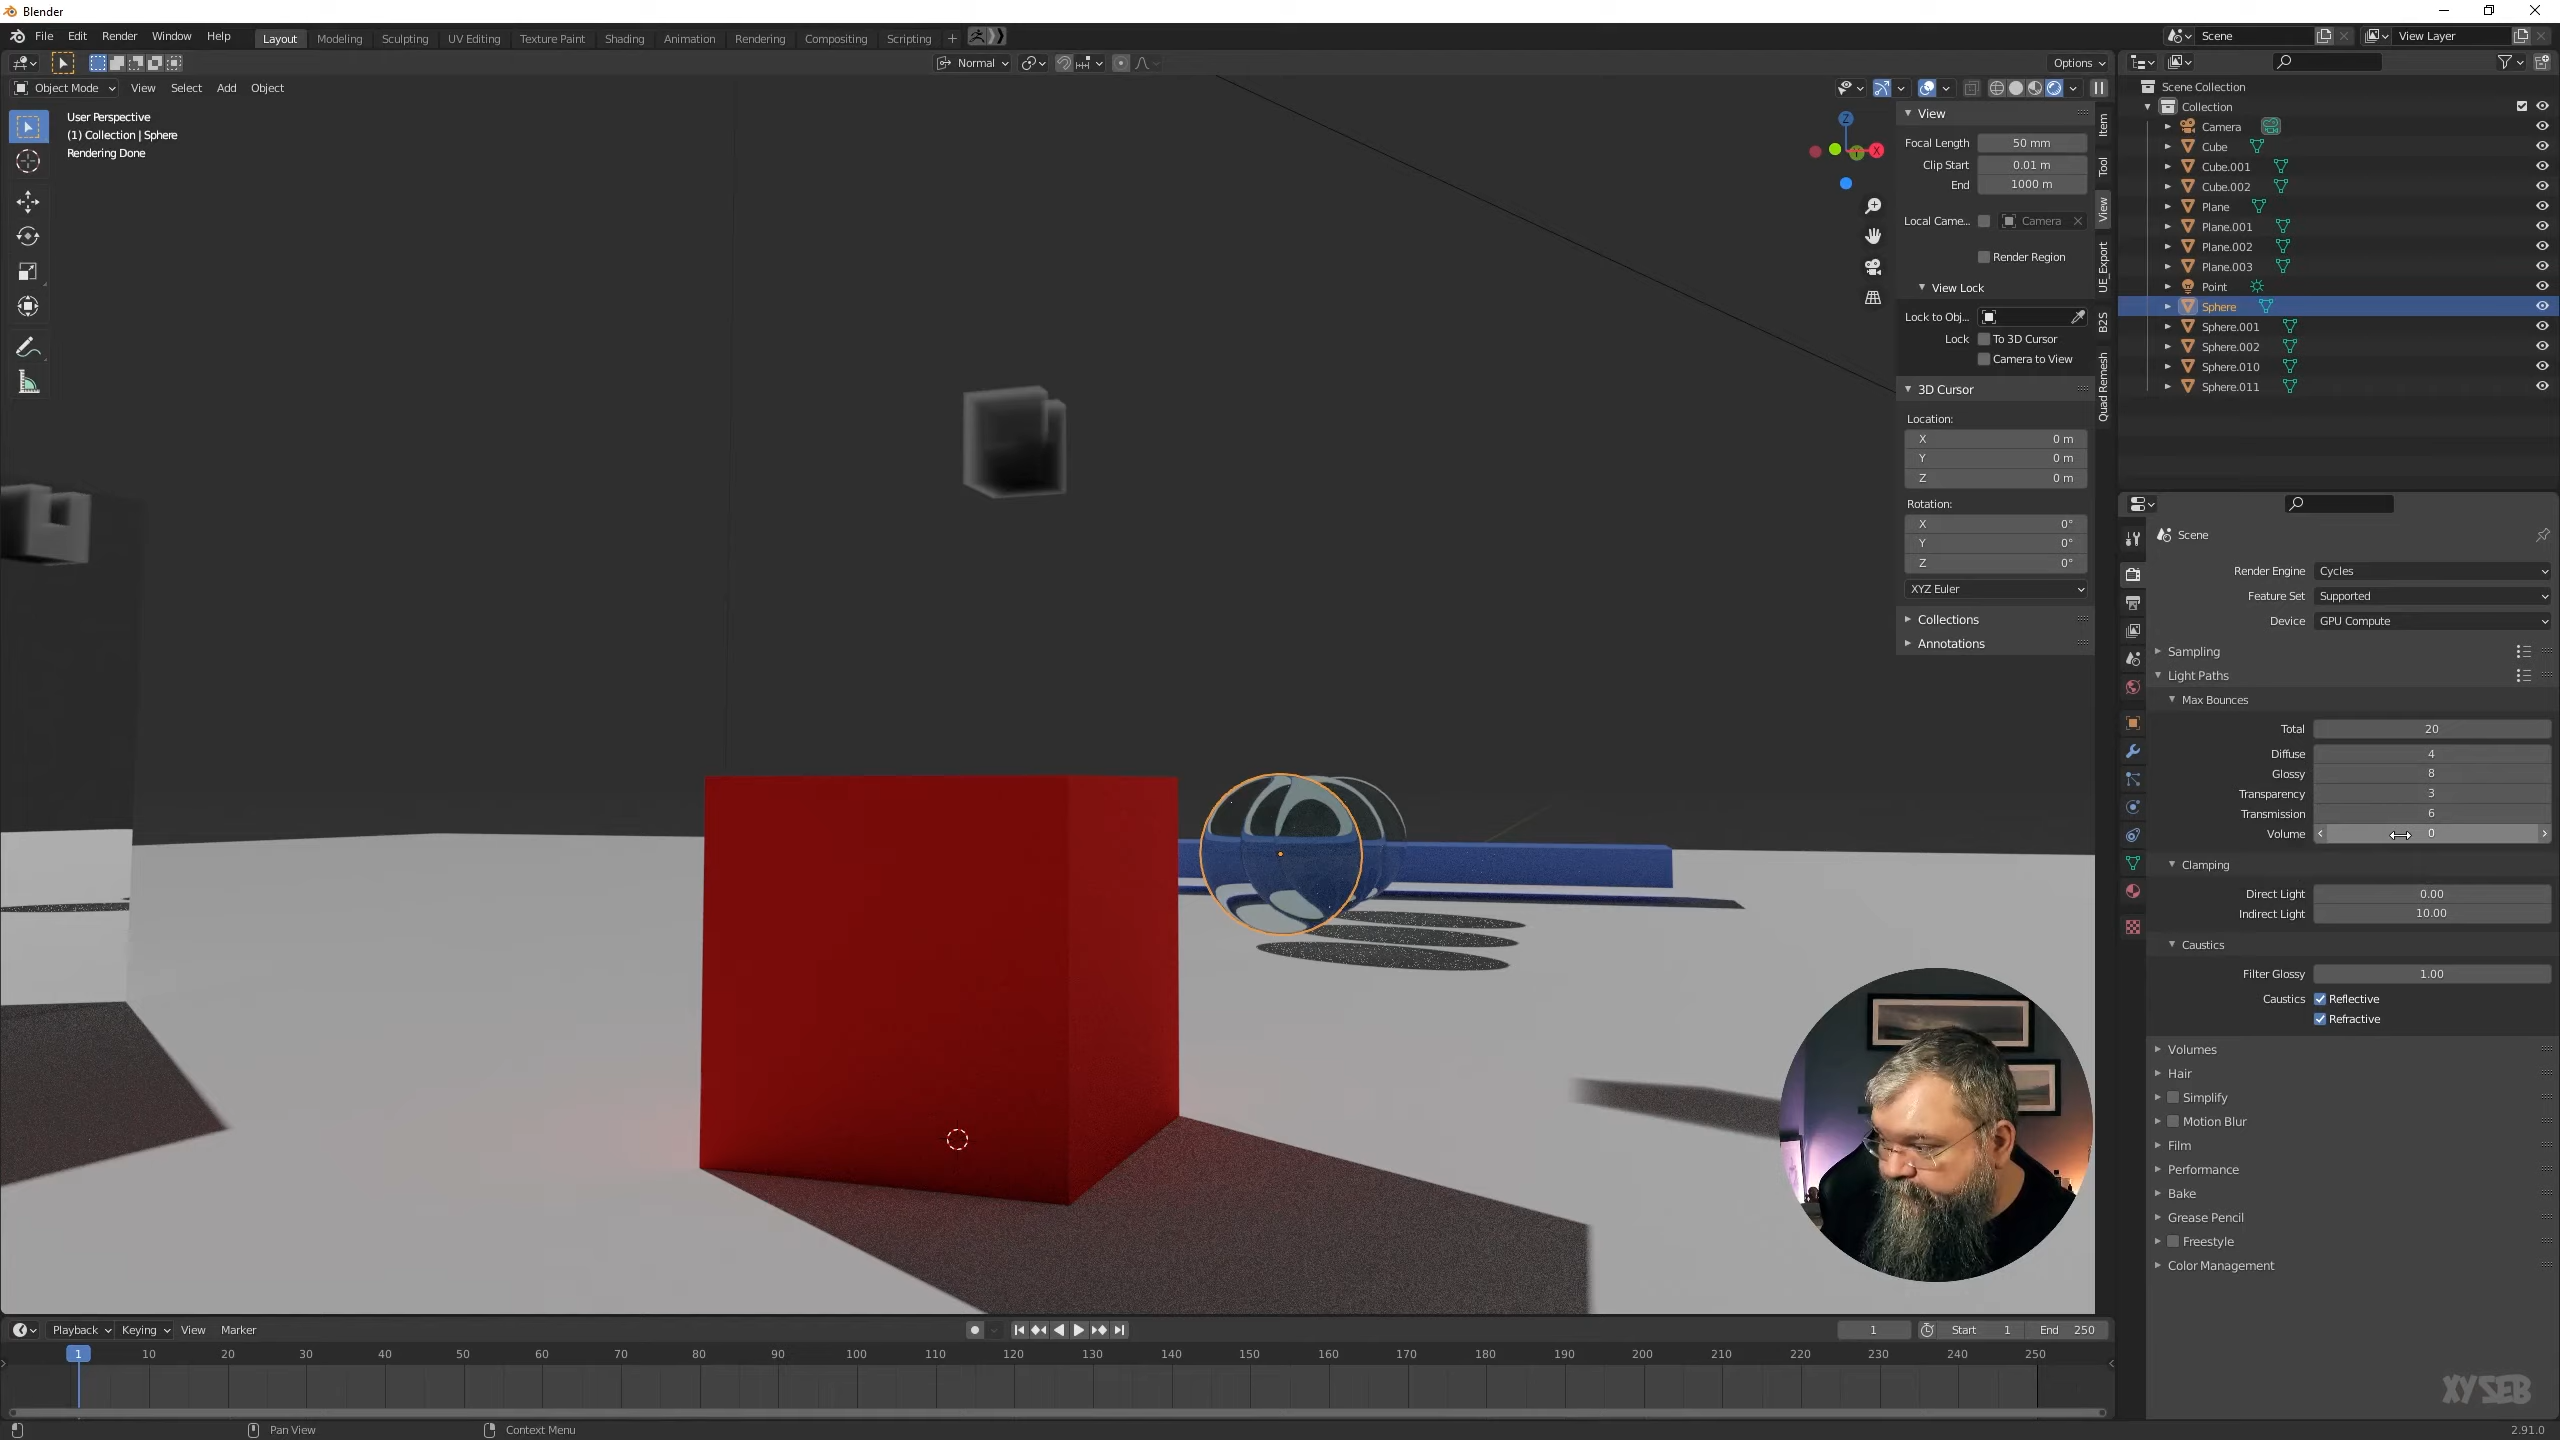 Blender
File Edit Render Window Help Layout Modeling Sculpting UV Editing Texture Paint Shading Animation Rendering Compositing Scripting + Scene View Layer
Normal Options
Object Mode View Select Add Object
User Perspective
(1) Collection | Sphere
Rendering Done
View
Focal Length 50 mm
Clip Start 0.01 m
End 1000 m
Local Came... Camera
Render Region
View Lock
Lock to Obj...
Lock To 3D Cursor
Camera to View
3D Cursor
Location:
X 0 m
Y 0 m
Z 0 m
Rotation:
X 0°
Y 0°
Z 0°
XYZ Euler
Collections
Annotations
Item
Tool
View
UE_Export
B2S
Quad Remesh
Z
Y
X
Scene Collection
Collection
Camera
Cube
Cube.001
Cube.002
Plane
Plane.001
Plane.002
Plane.003
Point
Sphere
Sphere.001
Sphere.002
Sphere.010
Sphere.011
Scene
Render Engine Cycles
Feature Set Supported
Device GPU Compute
Sampling
Light Paths
Max Bounces
Total 20
Diffuse 4
Glossy 8
Transparency 3
Transmission 6
Volume 0
Clamping
Direct Light 0.00
Indirect Light 10.00
Caustics
Filter Glossy 1.00
Caustics Reflective
Refractive
Volumes
Hair
Simplify
Motion Blur
Film
Performance
Bake
Grease Pencil
Freestyle
Color Management
Playback Keying View Marker 1 Start 1 End 250
1 10 20 30 40 50 60 70 80 90 100 110 120 130 140 150 160 170 180 190 200 210 220 230 240 250
XYSEB
Pan View Context Menu 2.91.0